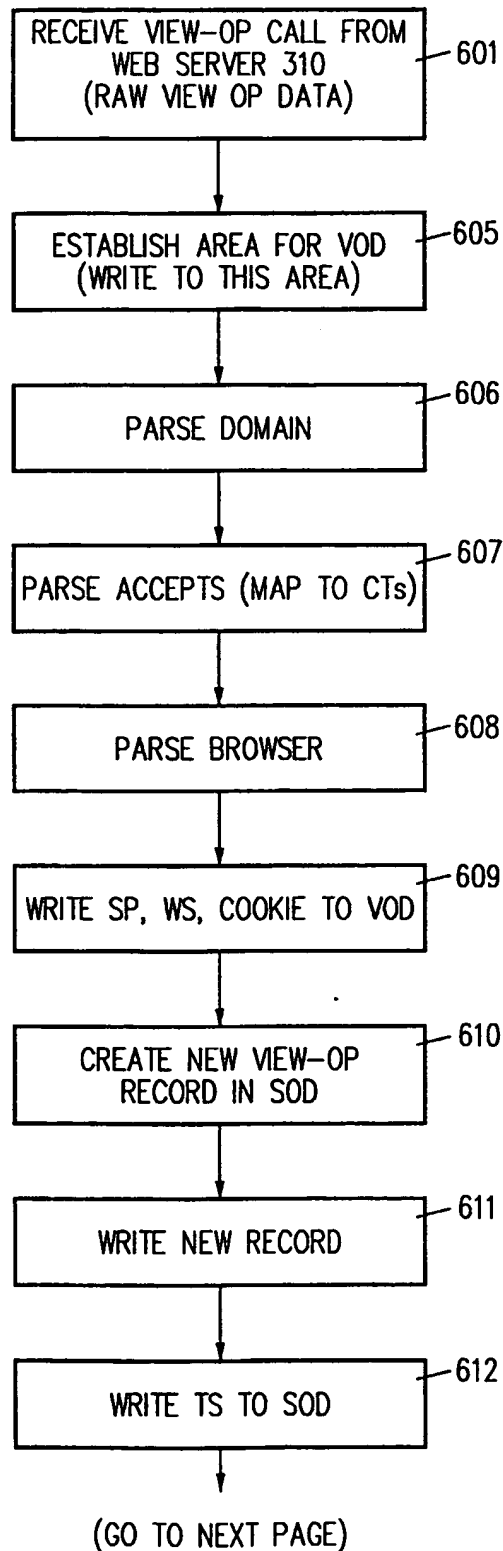 RECEIVE VIEW-OP CALL FROM
WEB SERVER 310
(RAW VIEW OP DATA)
601
ESTABLISH AREA FOR VOD
(WRITE TO THIS AREA)
605
PARSE DOMAIN
606
PARSE ACCEPTS (MAP TO CTs)
607
PARSE BROWSER
608
WRITE SP, WS, COOKIE TO VOD
609
CREATE NEW VIEW-OP
RECORD IN SOD
610
WRITE NEW RECORD
611
WRITE TS TO SOD
612
(GO TO NEXT PAGE)